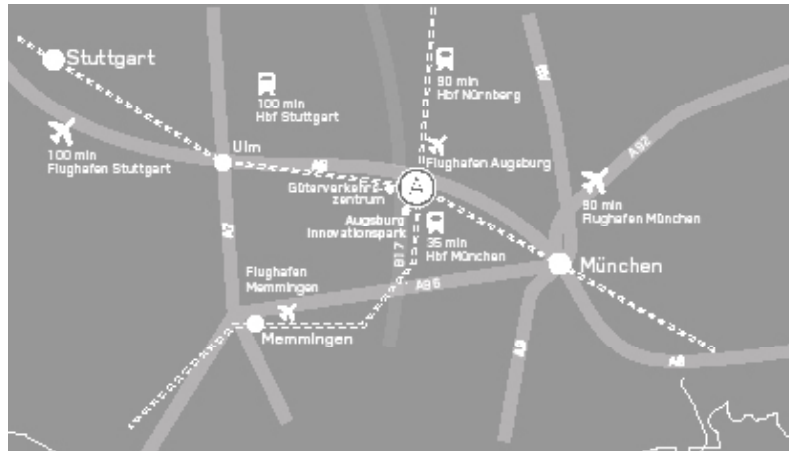 Stuttgart
100 min
Hbf Stuttgart
90 min
Hbf Nürnberg
A92
100 min
Flughafen Stuttgart
Ulm
A8
Flughafen Augsburg
Güterverkehrs-
zentrum
A
90 min
Flughafen München
Augsburg
Innovationspark
35 min
Hbf München
A7
B17
Flughafen
Memmingen
A96
München
Memmingen
A8